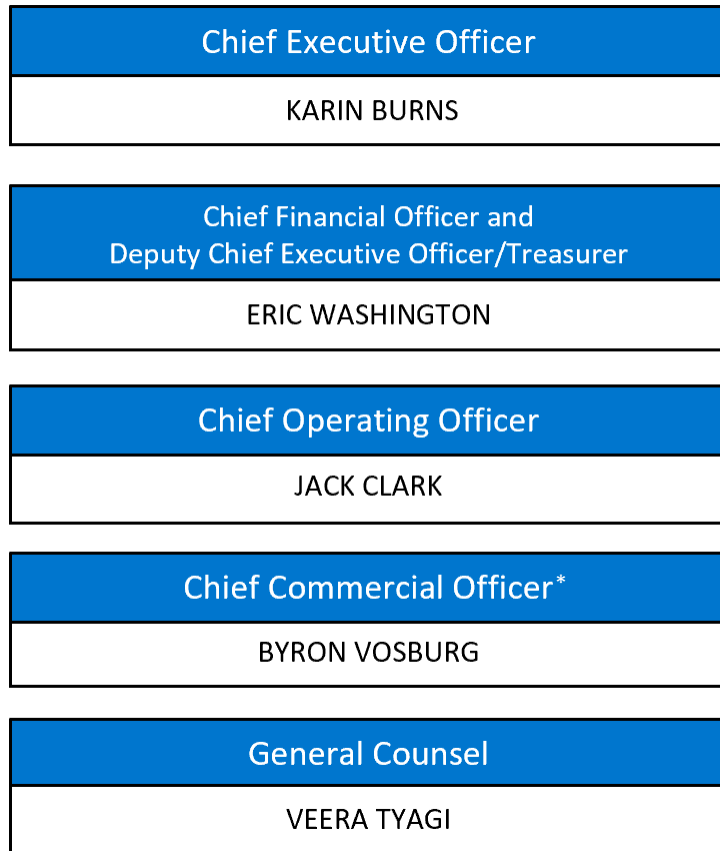 Chief Executive Officer
KARIN BURNS
Chief Financial Officer and
Deputy Chief Executive Officer/Treasurer
ERIC WASHINGTON
Chief Operating Officer
JACK CLARK
Chief Commercial Officer*
BYRON VOSBURG
General Counsel
VEERA TYAGI